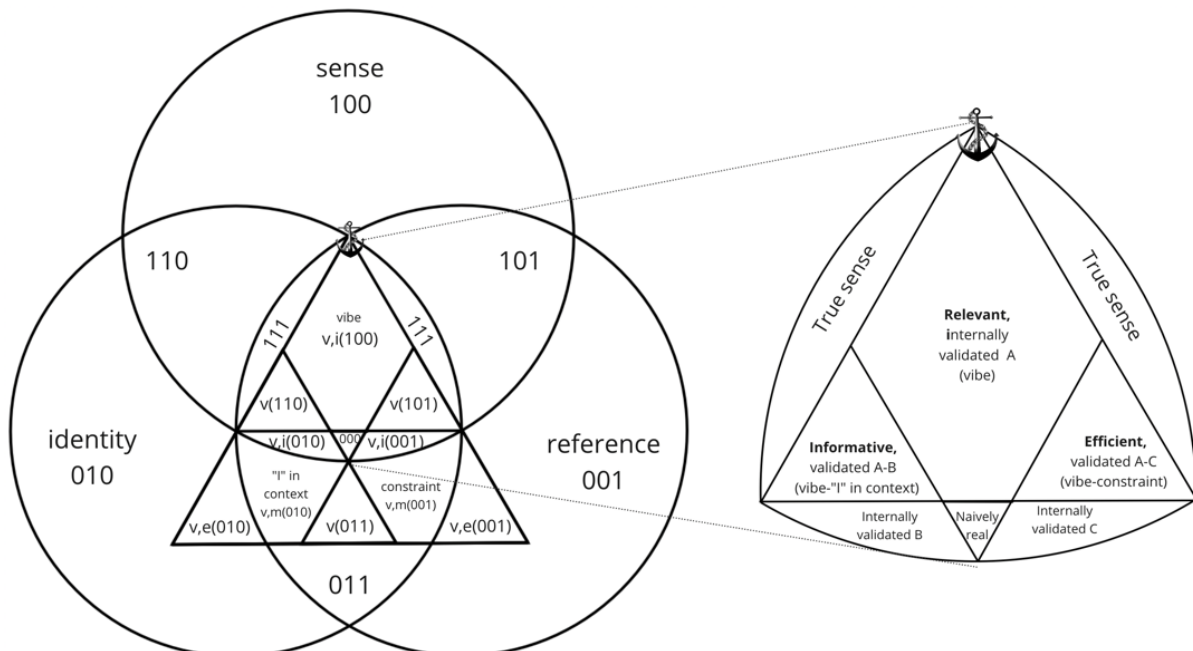 sense
100
110
101
111
111
vibe
v,i(100)
v(110)
v(101)
v,i(010)
000
v,i(001)
identity
010
reference
001
"I" in
context
v,m(010)
constraint
v,m(001)
v,e(010)
v(011)
v,e(001)
011
True sense
True sense
Relevant,
internally
validated A
(vibe)
Informative,
validated A-B
(vibe-"I" in context)
Efficient,
validated A-C
(vibe-constraint)
Internally
validated B
Naively
real
Internally
validated C